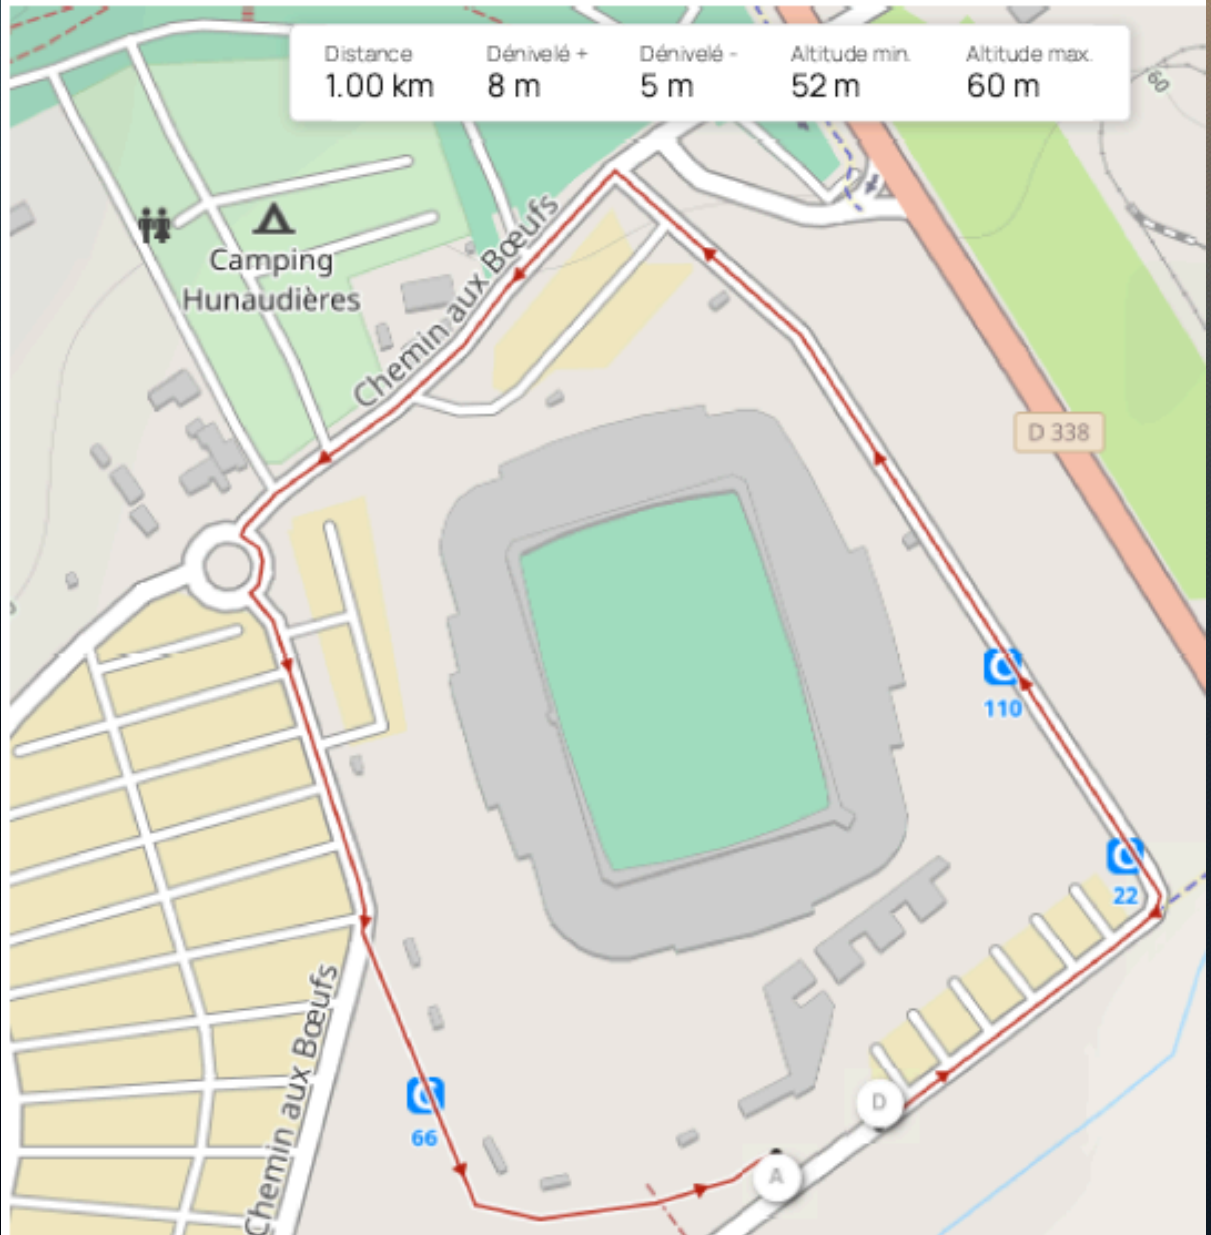 Distance
1.00 km
Dénivelé +
8 m
Dénivelé -
5 m
Altitude min.
52 m
Altitude max.
60 m
60
Chemin aux Bœufs
Camping
Hunaudières
D 338
110
22
D
Chemin aux Bœufs
66
A